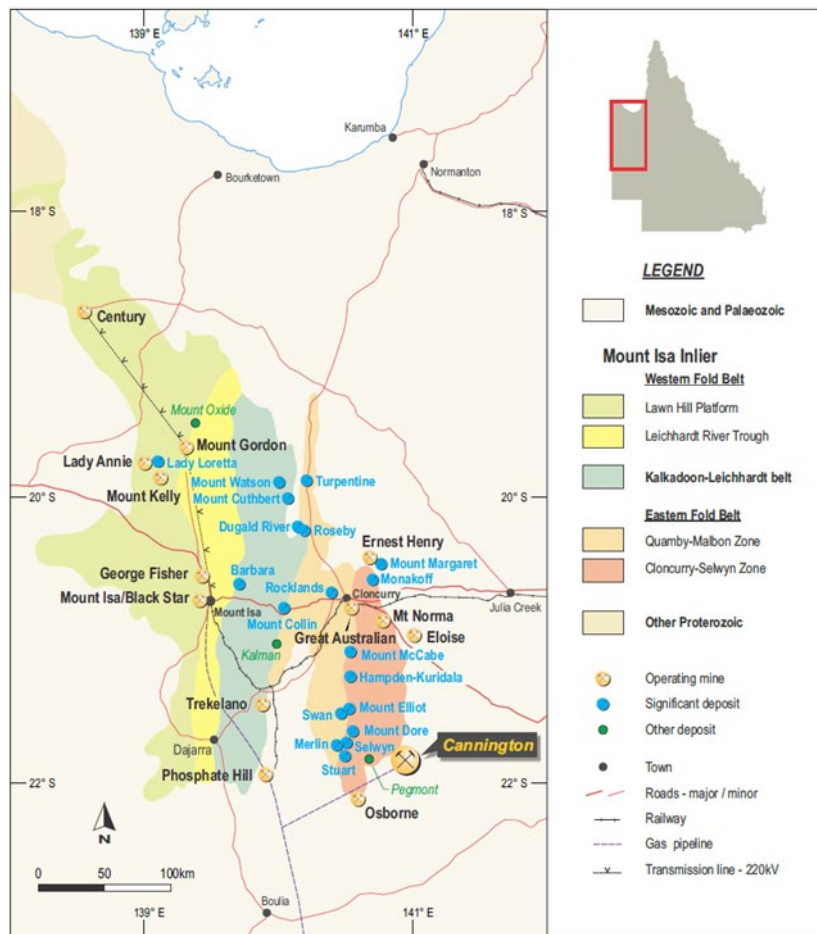 139° E
141° E
Karumba
Normanton
Bourketown
18° S
18° S
Century
Mount Oxide
Mount Gordon
Lady Annie
Lady Loretta
Mount Kelly
Mount Watson
Turpentine
Mount Cuthbert
20° S
20° S
Dugald River
Roseby
Ernest Henry
Mount Margaret
George Fisher
Barbara
Monakoff
Rocklands
Mount Isa/Black Star
Mount Isa
Cloncurry
Julia Creek
Mount Collin
Mt Norma
Great Australian
Eloise
Kalman
Mount McCabe
Hampden-Kuridala
Trekelano
Swan
Mount Elliot
Mount Dore
Dajarra
Merlin
Selwyn
Cannington
Stuart
Phosphate Hill
22° S
22° S
Pegmont
Osborne
N
0
50
100km
Boulia
139° E
141° E
LEGEND
Mesozoic and Palaeozoic
Mount Isa Inlier
Western Fold Belt
Lawn Hill Platform
Leichhardt River Trough
Kalkadoon-Leichhardt belt
Eastern Fold Belt
Quamby-Malbon Zone
Cloncurry-Selwyn Zone
Other Proterozoic
Operating mine
Significant deposit
Other deposit
Town
Roads - major / minor
Railway
Gas pipeline
Transmission line - 220kV